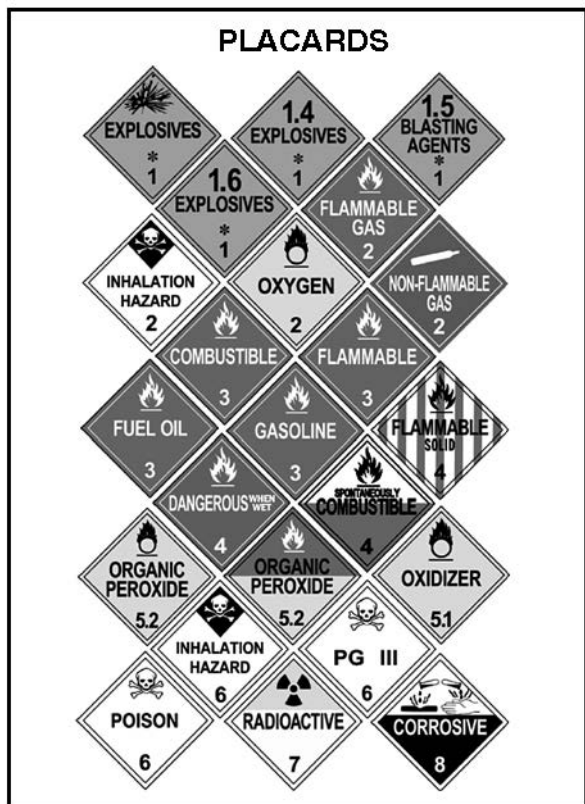 PLACARDS
EXPLOSIVES
*
1
1.4
EXPLOSIVES
*
1
1.5
BLASTING
AGENTS
*
1
1.6
EXPLOSIVES
*
1
FLAMMABLE
GAS
2
INHALATION
HAZARD
2
OXYGEN
2
NON-FLAMMABLE
GAS
2
COMBUSTIBLE
3
FLAMMABLE
3
FUEL OIL
3
GASOLINE
3
FLAMMABLE
SOLID
4
DANGEROUS WHEN
WET
4
SPONTANEOUSLY
COMBUSTIBLE
4
ORGANIC
PEROXIDE
5.2
ORGANIC
PEROXIDE
5.2
OXIDIZER
5.1
INHALATION
HAZARD
6
PG III
6
POISON
6
RADIOACTIVE
7
CORROSIVE
8